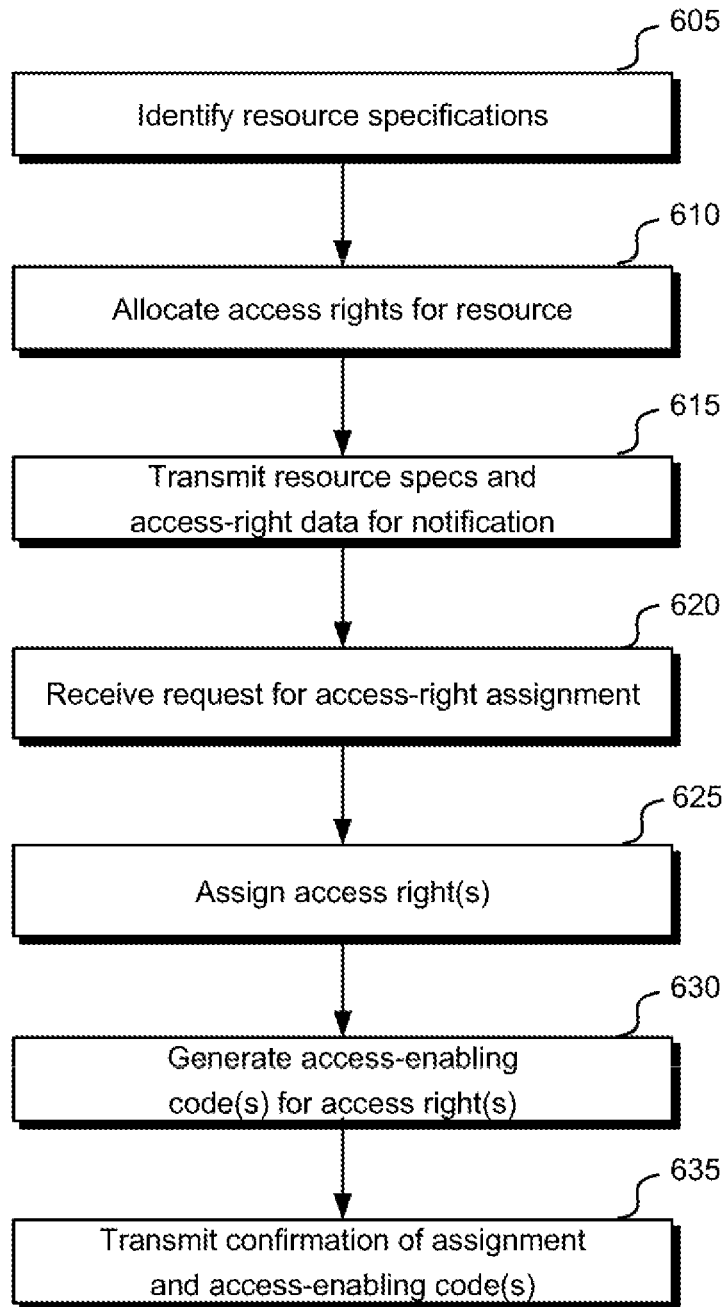 605
Identify resource specifications
610
Allocate access rights for resource
615
Transmit resource specs and
access-right data for notification
620
Receive request for access-right assignment
625
Assign access right(s)
630
Generate access-enabling
code(s) for access right(s)
635
Transmit confirmation of assignment
and access-enabling code(s)